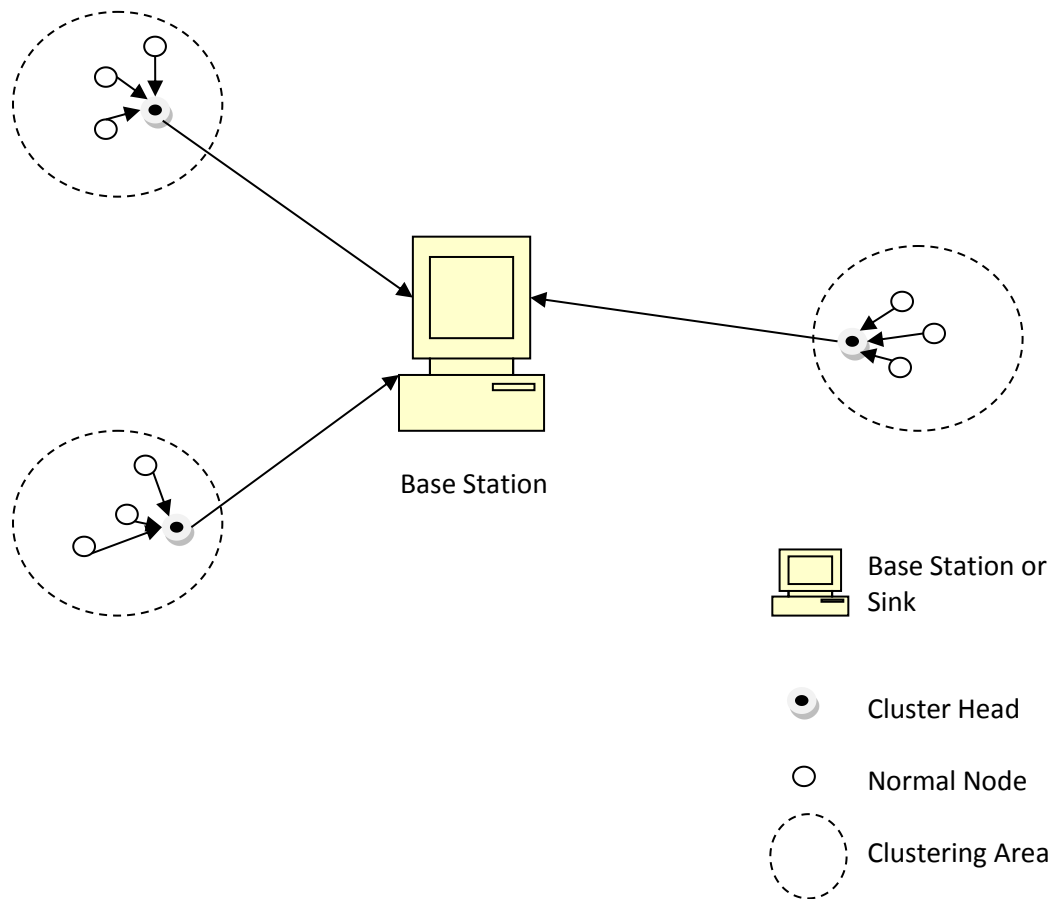 Base Station
Base Station or
Sink
Cluster Head
Normal Node
Clustering Area